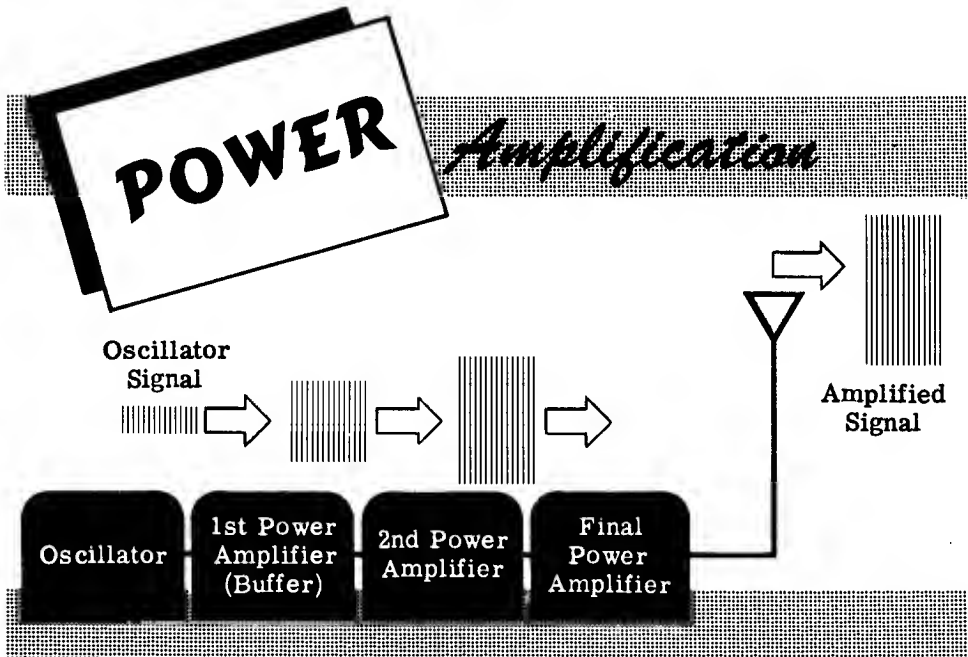 POWER
Amplification
Oscillator
Signal
Amplified
Signal
Oscillator
1st Power
Amplifier
(Buffer)
2nd Power
Amplifier
Final
Power
Amplifier